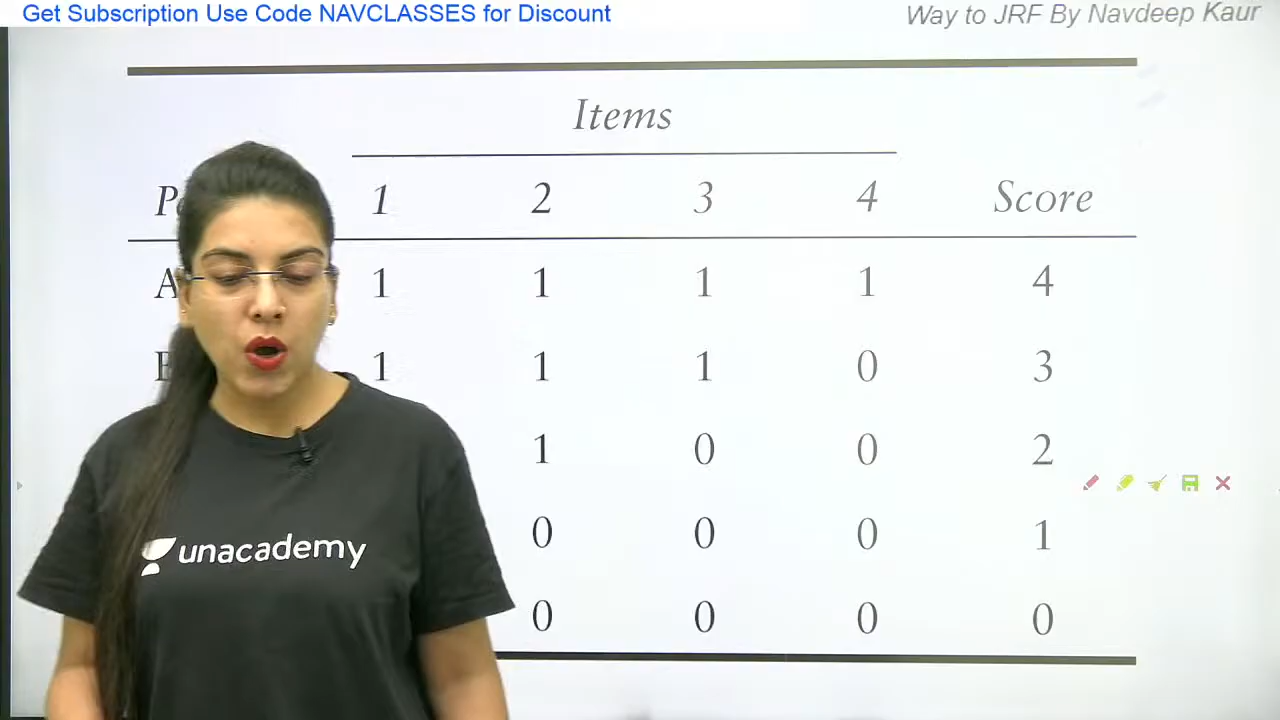 Get Subscription Use Code NAVCLASSES for Discount
Way to JRF By Navdeep Kaur
Items
1 2 3 4 Score
A 1 1 1 1 4
1 1 1 0 3
1 0 0 2
0 0 0 1
0 0 0 0
unacademy